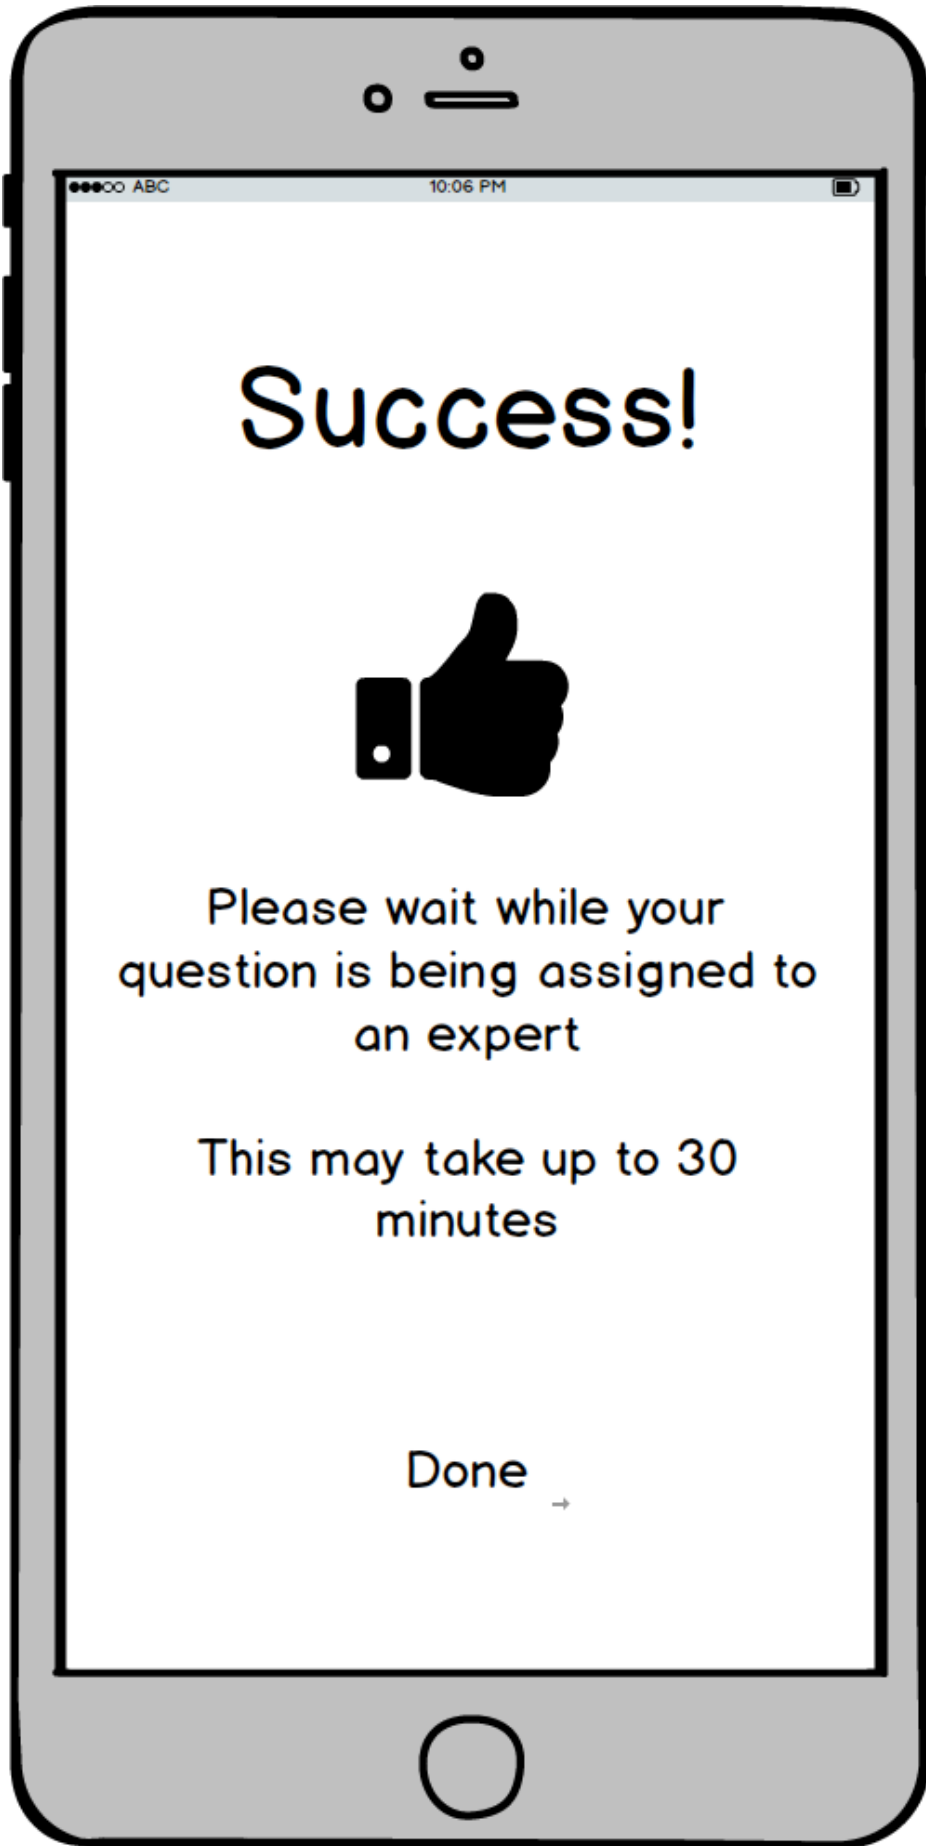 ABC 10:06 PM
Success!
Please wait while your
question is being assigned to
an expert
This may take up to 30
minutes
Done